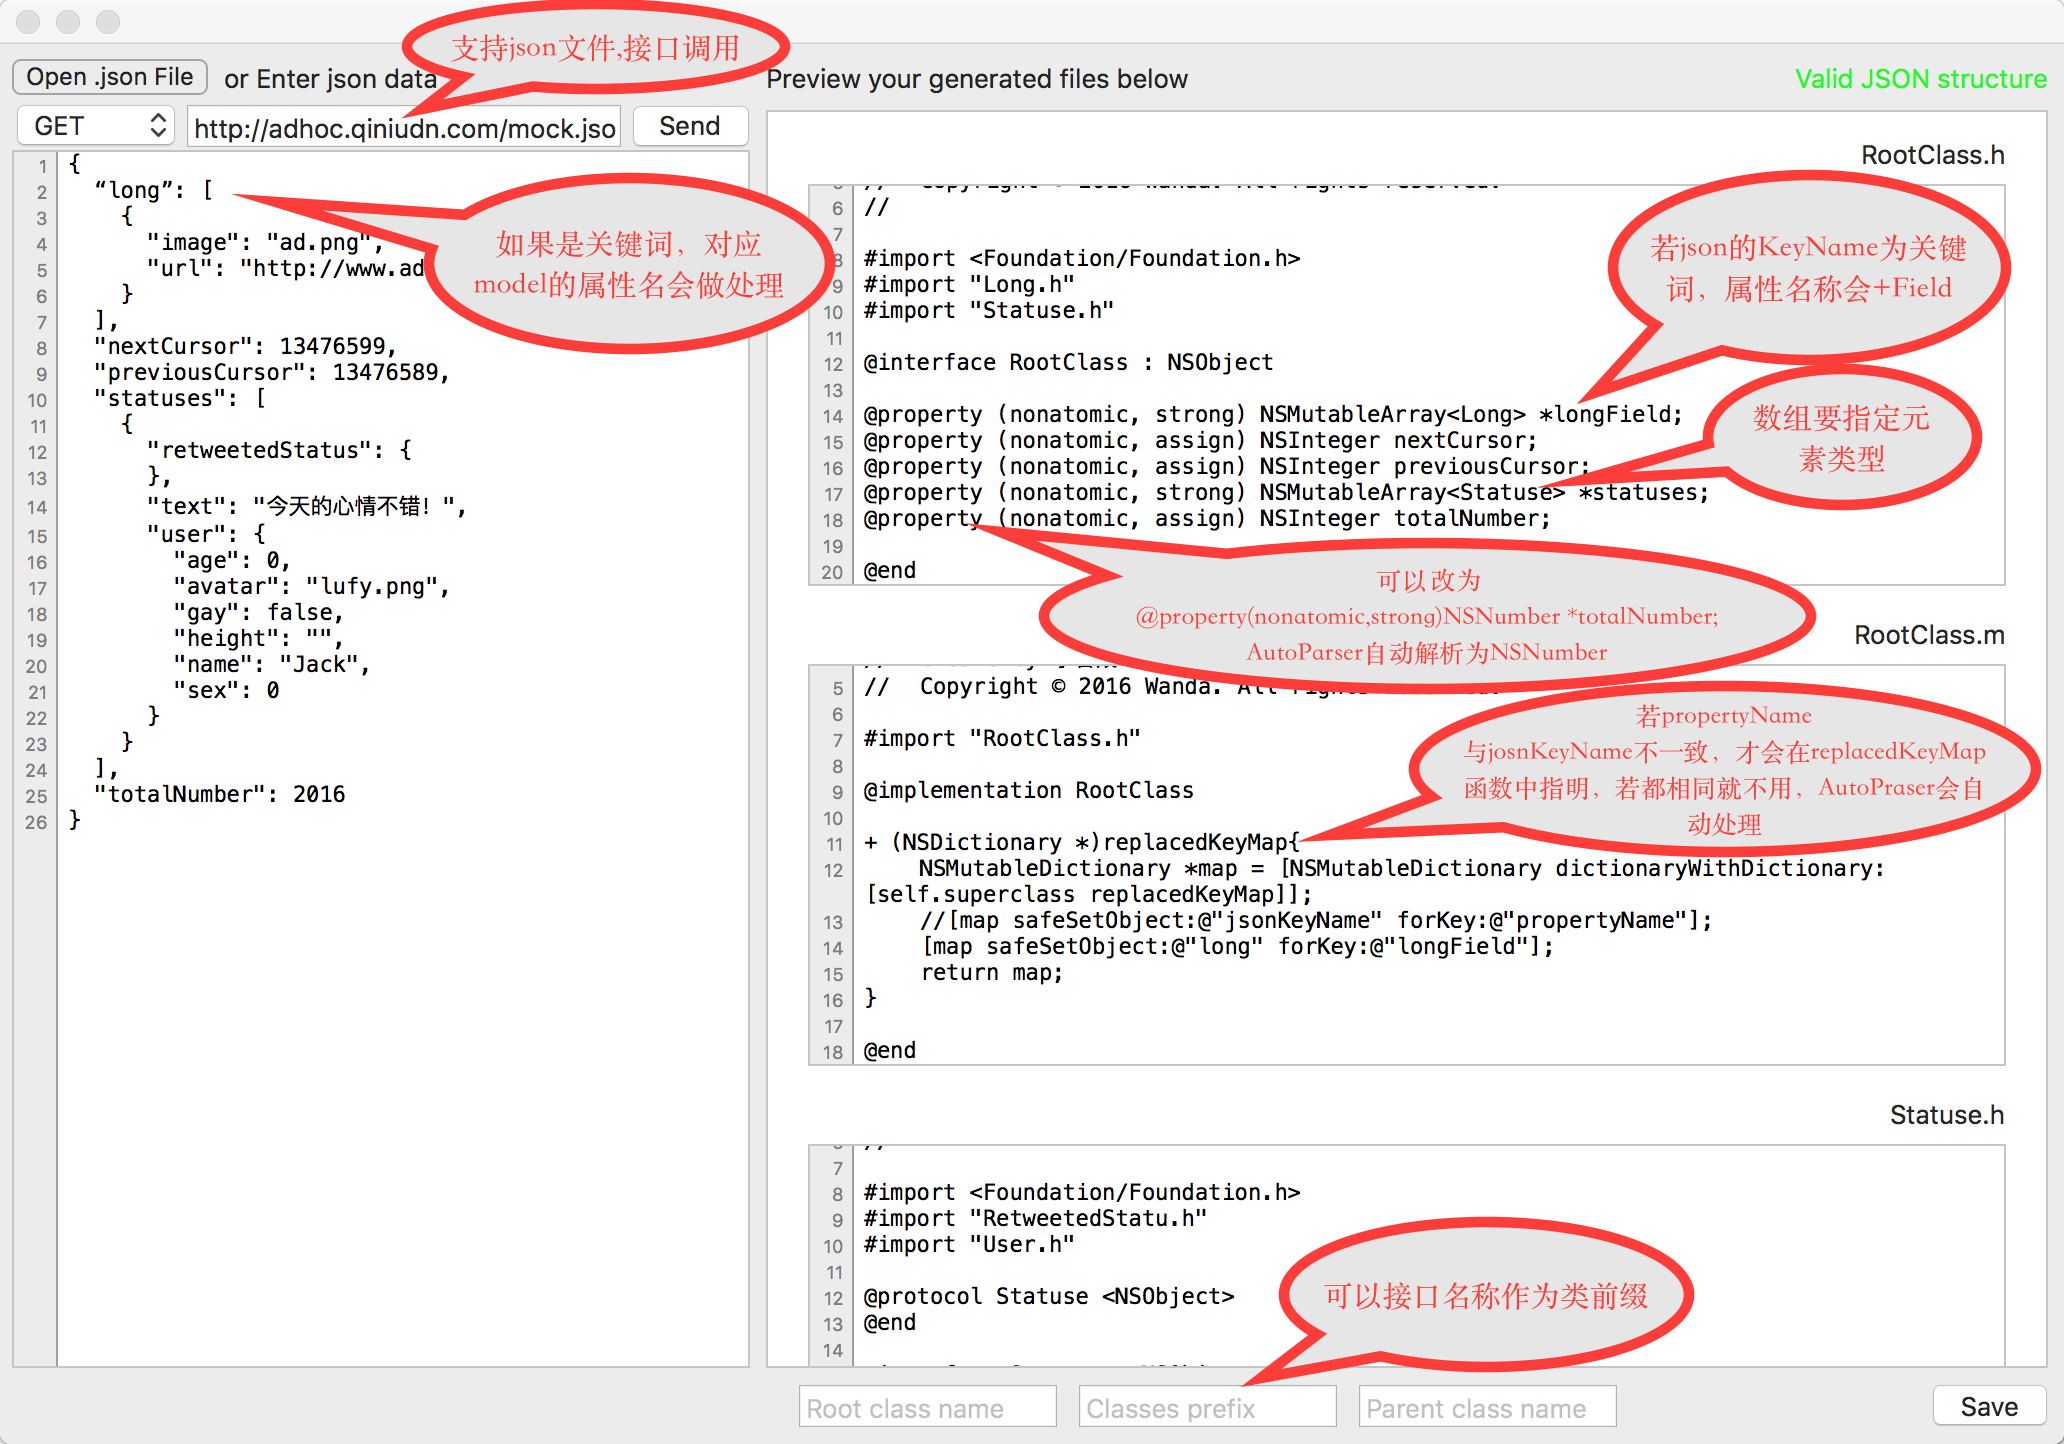 支持json文件,接口调用
Open .json File
or Enter json data
Preview your generated files below
Valid JSON structure
GET
http://adhoc.qiniudn.com/mock.jso
Send
1 {
2 “long”: [
3 {
4 "image": "ad.png",
5 "url": "http://www.ad
6 }
7 ],
8 "nextCursor": 13476599,
9 "previousCursor": 13476589,
10 "statuses": [
11 {
12 "retweetedStatus": {
13 },
14 "text": "今天的心情不错！",
15 "user": {
16 "age": 0,
17 "avatar": "lufy.png",
18 "gay": false,
19 "height": "",
20 "name": "Jack",
21 "sex": 0
22 }
23 }
24 ],
25 "totalNumber": 2016
26 }
如果是关键词，对应
model的属性名会做处理
RootClass.h
// Copyright © 2016 Wanda. All rights reserved.
6 //
7
8 #import <Foundation/Foundation.h>
9 #import "Long.h"
10 #import "Statuse.h"
11
12 @interface RootClass : NSObject
13
14 @property (nonatomic, strong) NSMutableArray<Long> *longField;
15 @property (nonatomic, assign) NSInteger nextCursor;
16 @property (nonatomic, assign) NSInteger previousCursor;
17 @property (nonatomic, strong) NSMutableArray<Statuse> *statuses;
18 @property (nonatomic, assign) NSInteger totalNumber;
19
20 @end
若json的KeyName为关键
词，属性名称会+Field
数组要指定元
素类型
可以改为
@property(nonatomic,strong)NSNumber *totalNumber;
AutoParser自动解析为NSNumber
RootClass.m
5 // Copyright © 2016 Wanda. All rights reserved.
6
7 #import "RootClass.h"
8
9 @implementation RootClass
10
11 + (NSDictionary *)replacedKeyMap{
12 NSMutableDictionary *map = [NSMutableDictionary dictionaryWithDictionary:
[self.superclass replacedKeyMap]];
13 //[map safeSetObject:@"jsonKeyName" forKey:@"propertyName"];
14 [map safeSetObject:@"long" forKey:@"longField"];
15 return map;
16 }
17
18 @end
若propertyName
与josnKeyName不一致，才会在replacedKeyMap
函数中指明，若都相同就不用，AutoPraser会自
动处理
Statuse.h
//
7
8 #import <Foundation/Foundation.h>
9 #import "RetweetedStatu.h"
10 #import "User.h"
11
12 @protocol Statuse <NSObject>
13 @end
14
可以接口名称作为类前缀
Root class name
Classes prefix
Parent class name
Save